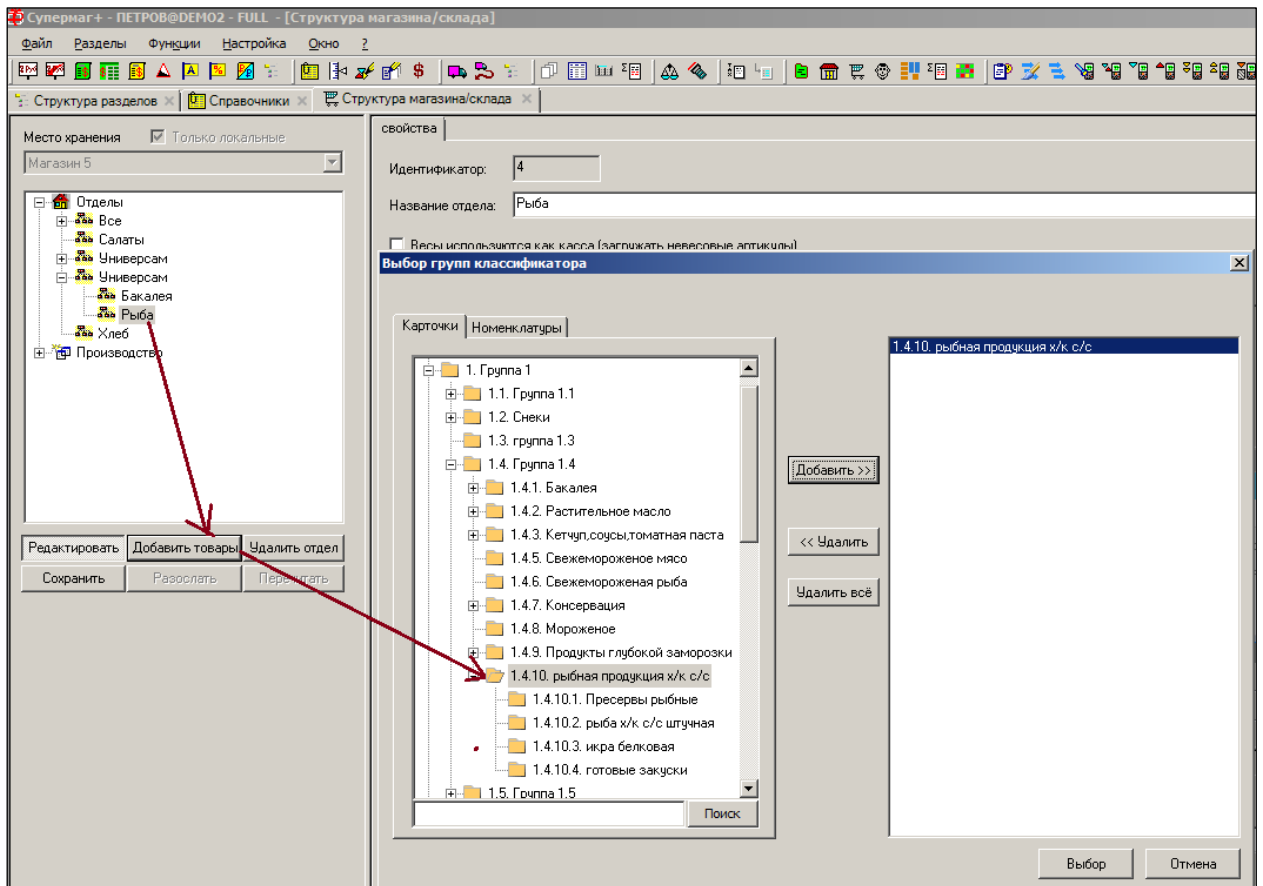 Супермаг+ - ПЕТРОВ@DEMO2 - FULL - [Структура магазина/склада]
Файл Разделы Функции Настройка Окно ?
Структура разделов Справочники Структура магазина/склада
Место хранения Только локальные
Магазин 5
Отделы
Все
Салаты
Универсам
Универсам
Бакалея
Рыба
Хлеб
Производство
Редактировать Добавить товары Удалить отдел
Сохранить Разослать Перечитать
свойства
Идентификатор: 4
Название отдела: Рыба
Весы используются как касса (загружать невесовые артикулы)
Выбор групп классификатора
Карточки Номенклатуры
1. Группа 1
1.1. Группа 1.1
1.2. Снеки
1.3. группа 1.3
1.4. Группа 1.4
1.4.1. Бакалея
1.4.2. Растительное масло
1.4.3. Кетчуп,соусы,томатная паста
1.4.5. Свежемороженое мясо
1.4.6. Свежемороженая рыба
1.4.7. Консервация
1.4.8. Мороженое
1.4.9. Продукты глубокой заморозки
1.4.10. рыбная продукция х/к с/с
1.4.10.1. Пресервы рыбные
1.4.10.2. рыба х/к с/с штучная
1.4.10.3. икра белковая
1.4.10.4. готовые закуски
1.5. Группа 1.5
Поиск
Добавить >>
<< Удалить
Удалить всё
1.4.10. рыбная продукция х/к с/с
Выбор Отмена